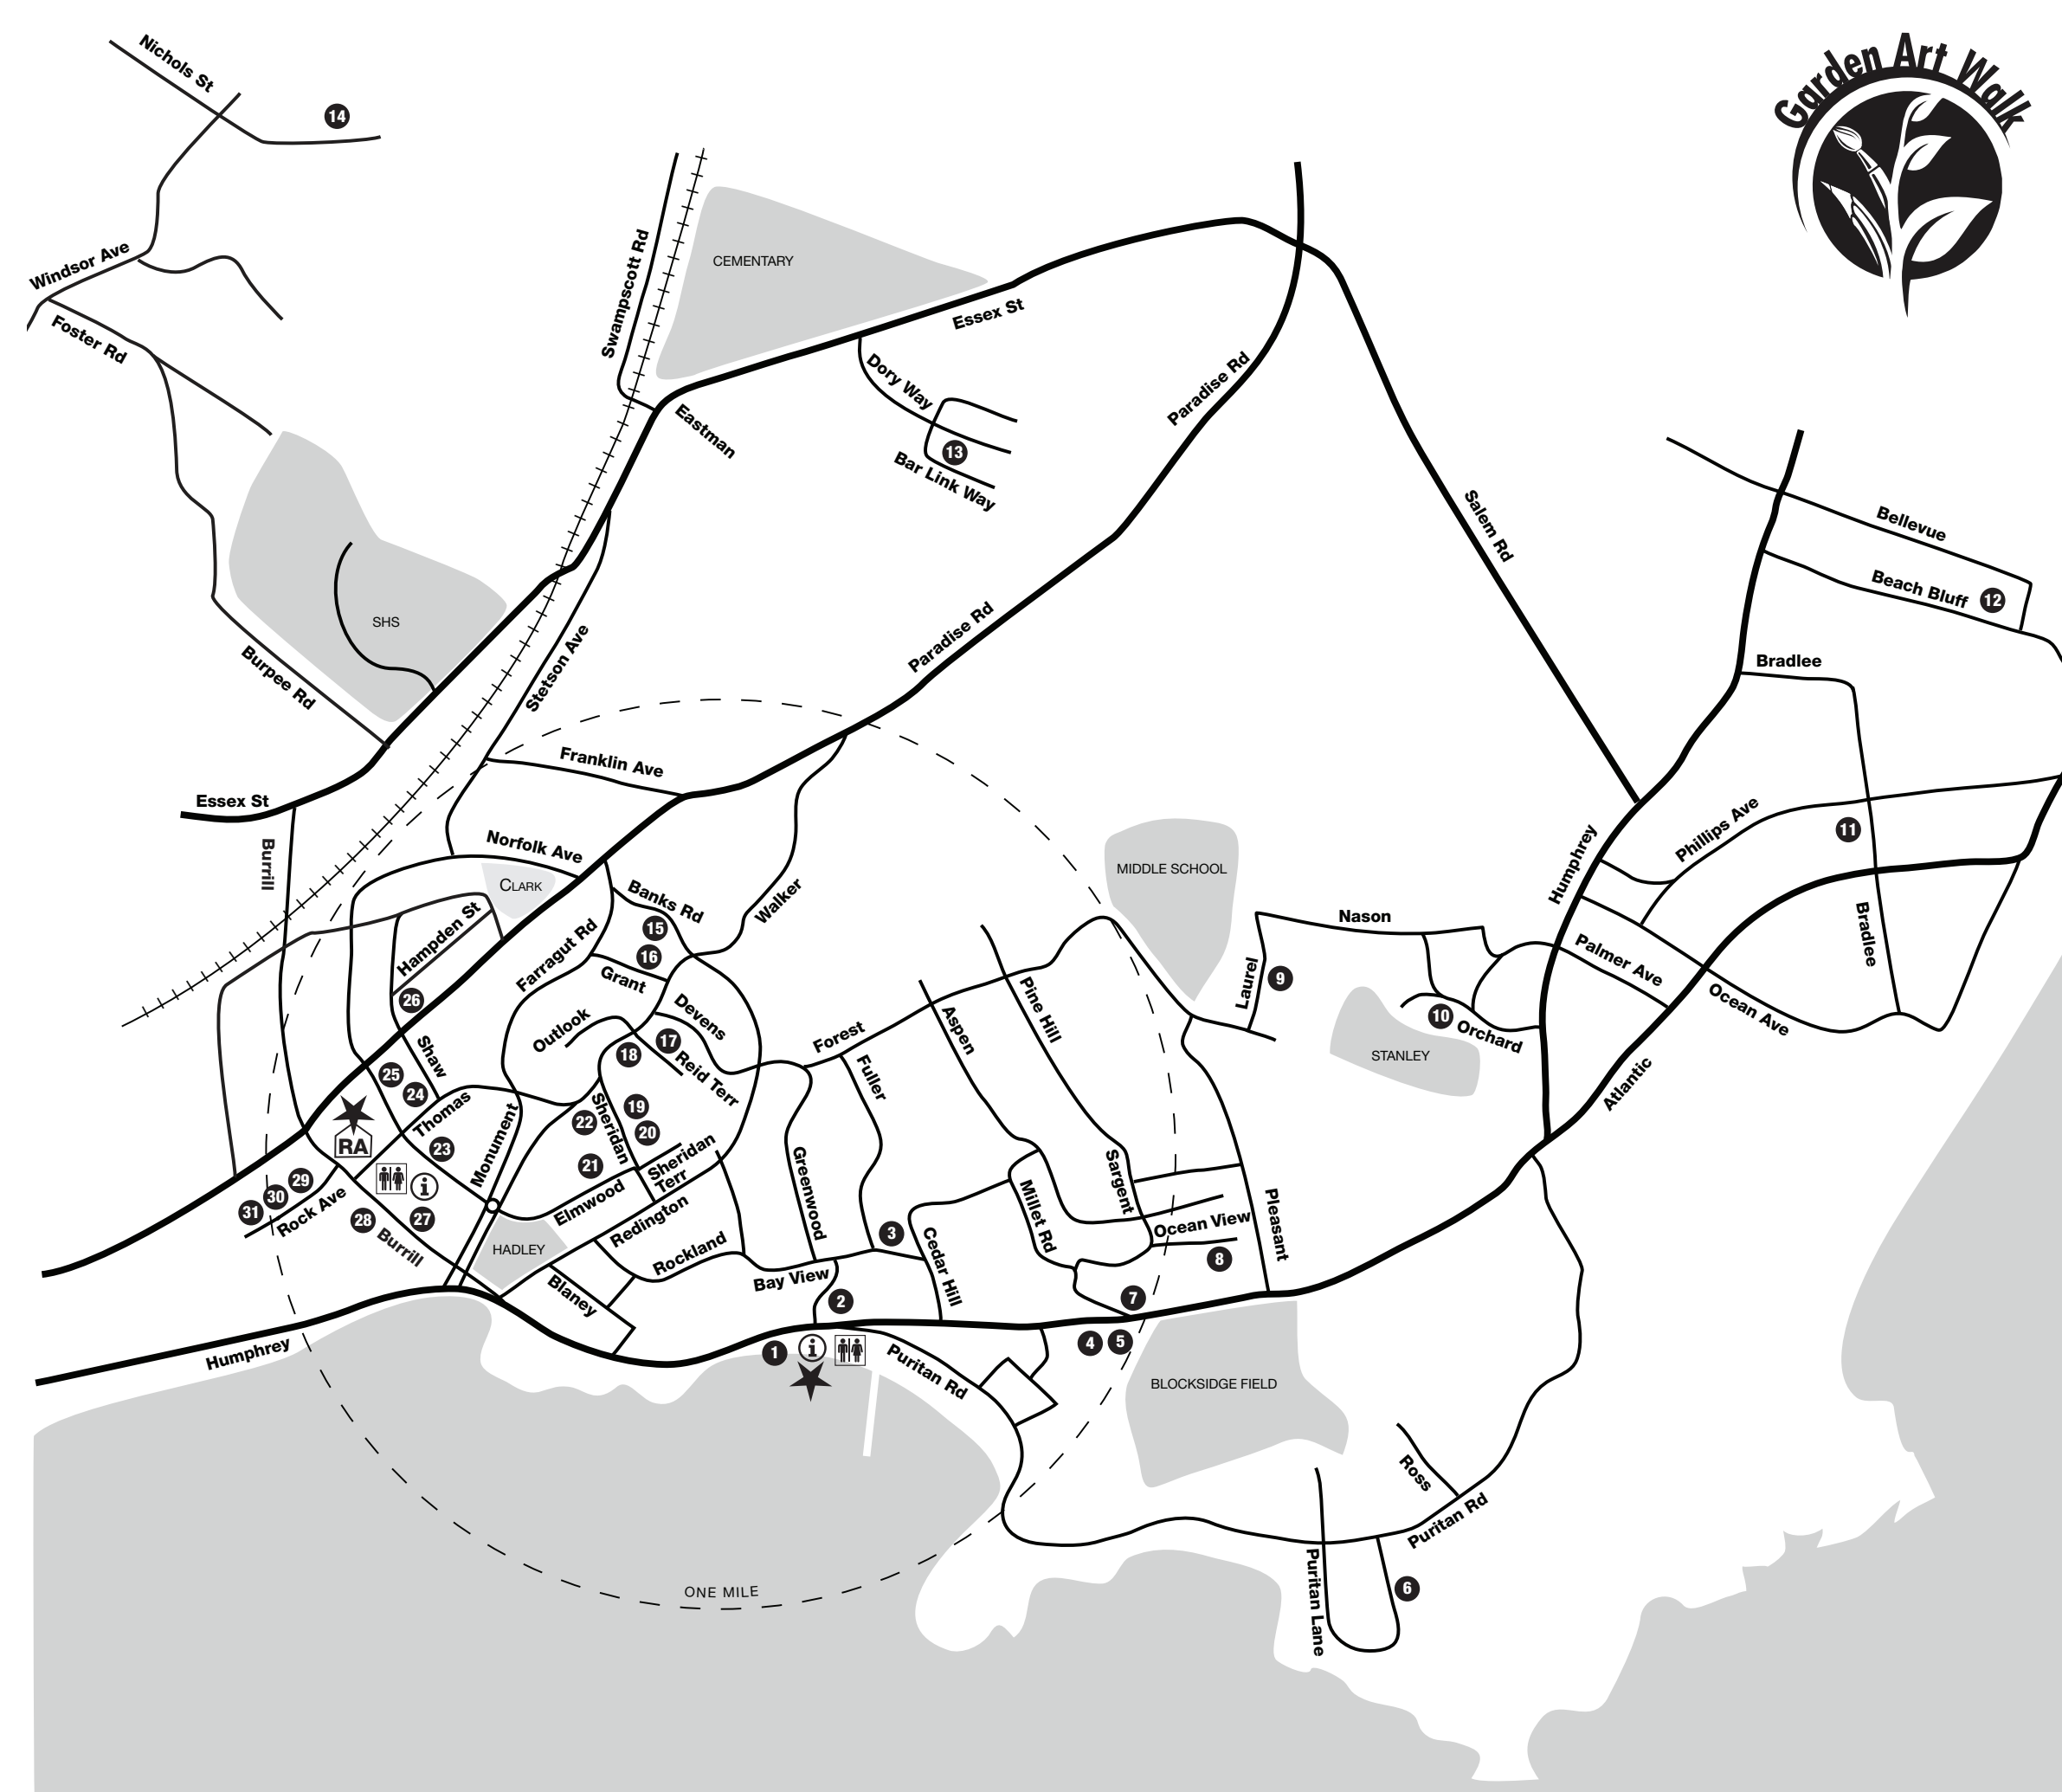 Garden Art Walk
Nichols St
14
Windsor Ave
Foster Rd
Swampscott Rd
CEMENTARY
Essex St
Eastman
Dory Way
13
Bar Link Way
Paradise Rd
Salem Rd
Bellevue
Beach Bluff
12
SHS
Burpee Rd
Stetson Ave
Paradise Rd
Bradlee
Franklin Ave
Essex St
Burrill
Norfolk Ave
CLARK
Hampden St
26
Banks Rd
15
16
Walker
Farragut Rd
Grant
Devens
Outlook
17
18
Reid Terr
MIDDLE SCHOOL
Nason
Laurel
9
10
Orchard
STANLEY
Humphrey
Phillips Ave
11
Palmer Ave
Ocean Ave
Bradlee
Atlantic
Forest
Fuller
Aspen
Pine Hill
Shaw
25
24
Thomas
23
RA
Monument
Sheridan
22
19
20
21
Sheridan
Terr
Elmwood
Redington
Rockland
Greenwood
29
30
31
Rock Ave
28
27
Burrill
HADLEY
Blaney
Bay View
3
2
Cedar Hill
Millet Rd
Sargent
Ocean View
8
Pleasant
7
4
5
1
i
i
Humphrey
Puritan Rd
BLOCKSIDGE FIELD
Ross
Puritan Rd
Puritan Lane
6
ONE MILE